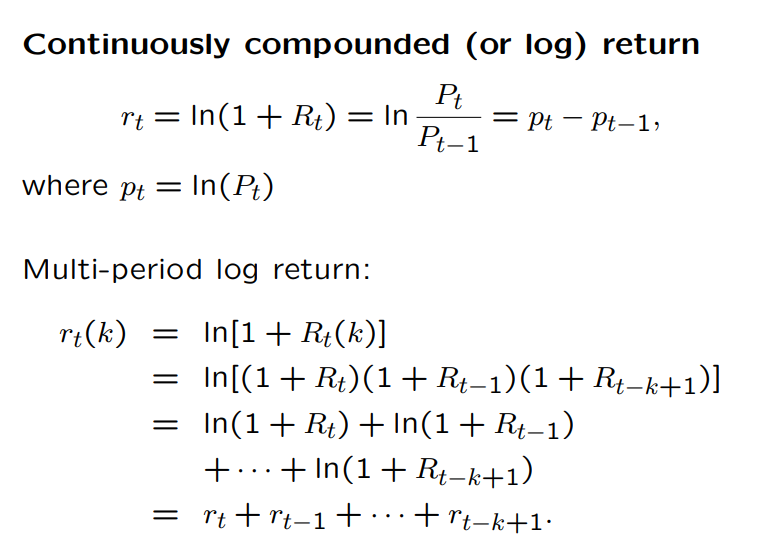 Continuously compounded (or log) return
r_t = ln(1 + R_t) = ln \frac{P_t}{P_{t-1}} = p_t − p_{t−1},
where p_t = ln(P_t)
Multi-period log return:
r_t(k) = ln[1 + R_t(k)]
= ln[(1 + R_t)(1 + R_{t−1})(1 + R_{t−k+1})]
= ln(1 + R_t) + ln(1 + R_{t−1})
+ ⋯ + ln(1 + R_{t−k+1})
= r_t + r_{t−1} + ⋯ + r_{t−k+1}.